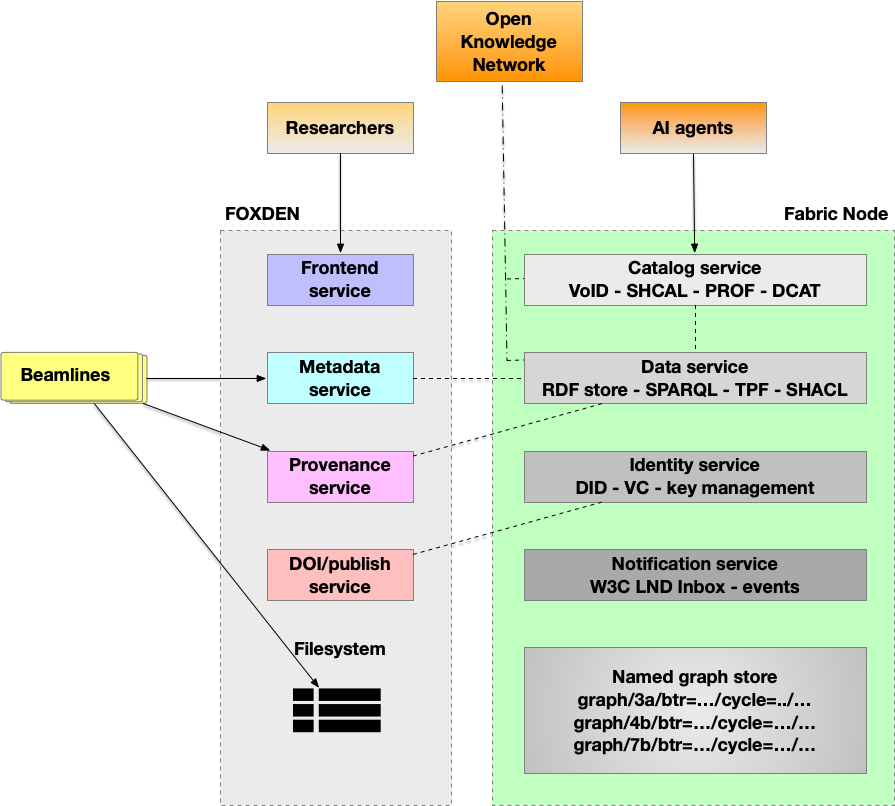 Open
Knowledge
Network
Researchers
AI agents
FOXDEN
Fabric Node
Frontend
service
Catalog service
VoID - SHCAL - PROF - DCAT
Beamlines
Metadata
service
Data service
RDF store - SPARQL - TPF - SHACL
Provenance
service
Identity service
DID - VC - key management
DOI/publish
service
Notification service
W3C LND Inbox - events
Filesystem
Named graph store
graph/3a/btr=…/cycle=../…
graph/4b/btr=…/cycle=…/…
graph/7b/btr=…/cycle=…/…